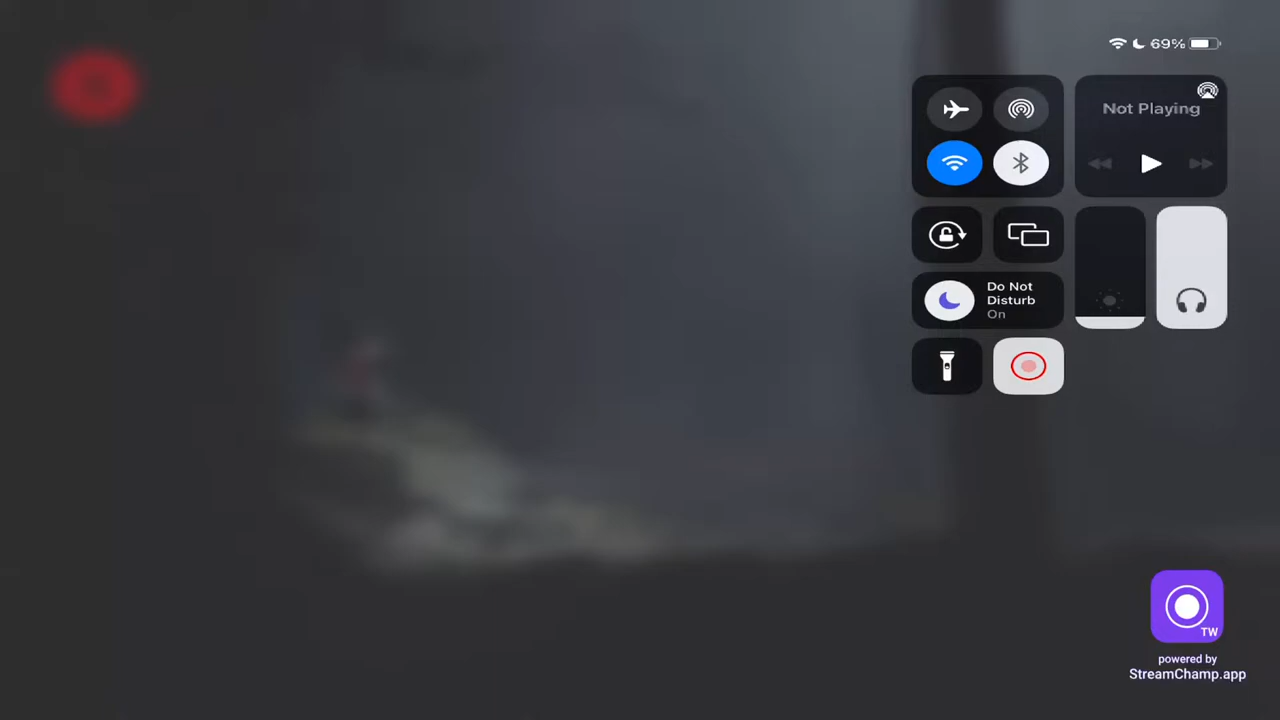 69%
Not Playing
Do Not
Disturb
On
TW
powered by
StreamChamp.app